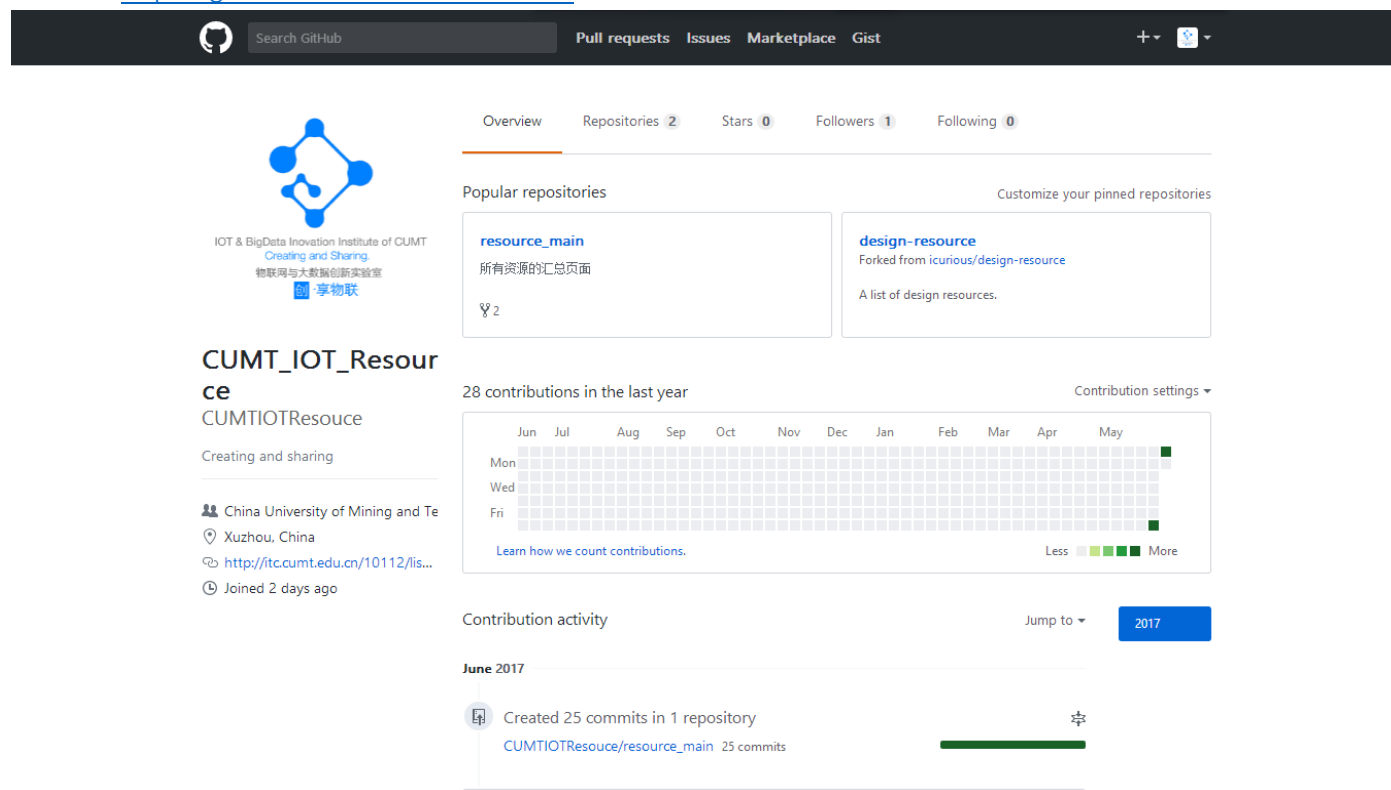 Search GitHub
Pull requests Issues Marketplace Gist
IOT & BigData Inovation Institute of CUMT
Creating and Sharing.
物联网与大数据创新实验室
创·享物联
CUMT_IOT_Resour
ce
CUMTIOTResouce
Creating and sharing
China University of Mining and Te
Xuzhou, China
http://itc.cumt.edu.cn/10112/lis...
Joined 2 days ago
Overview Repositories 2 Stars 0 Followers 1 Following 0
Popular repositories Customize your pinned repositories
resource_main
所有资源的汇总页面
2
design-resource
Forked from icurious/design-resource
A list of design resources.
28 contributions in the last year Contribution settings
Jun Jul Aug Sep Oct Nov Dec Jan Feb Mar Apr May
Mon
Wed
Fri
Learn how we count contributions. Less More
Contribution activity Jump to 2017
June 2017
Created 25 commits in 1 repository
CUMTIOTResouce/resource_main 25 commits